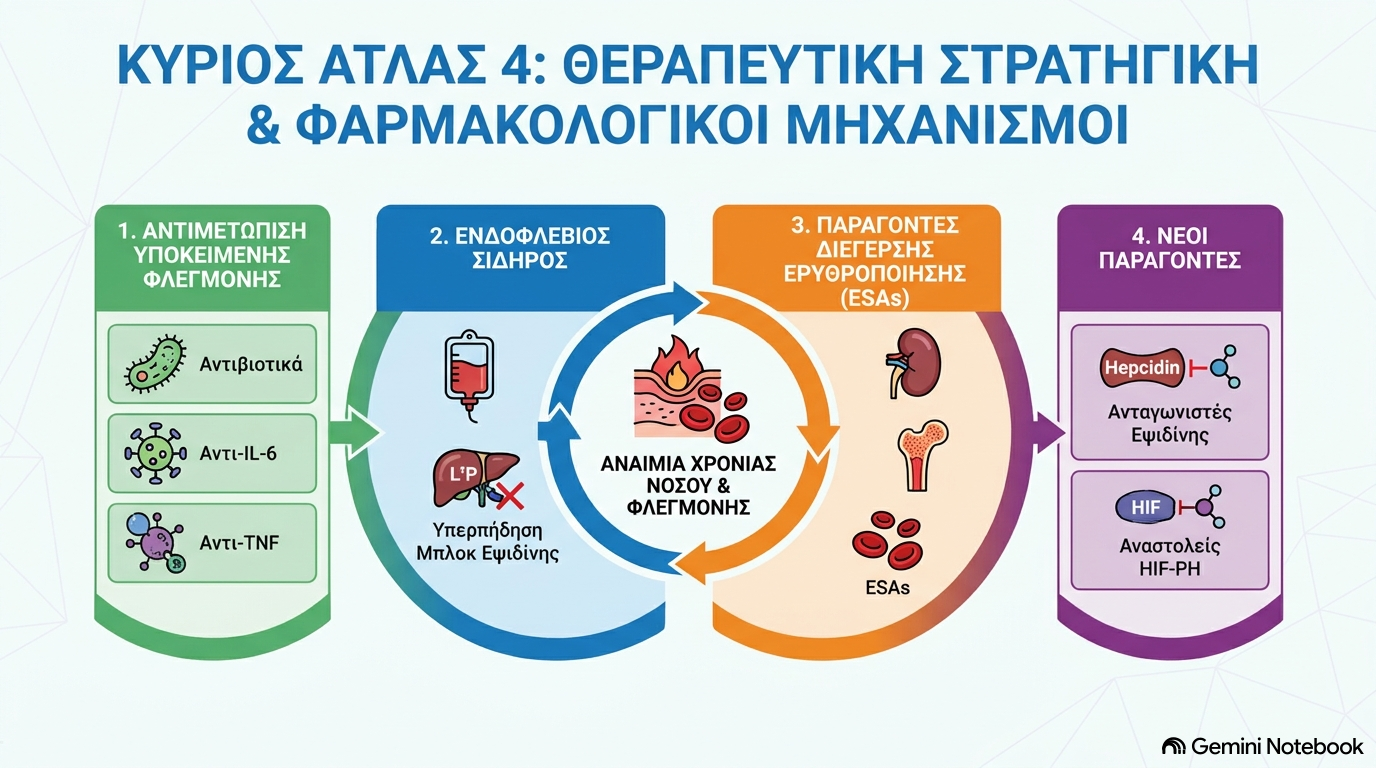 ΚΥΡΙΟΣ ΑΤΛΑΣ 4: ΘΕΡΑΠΕΥΤΙΚΗ ΣΤΡΑΤΗΓΙΚΗ
& ΦΑΡΜΑΚΟΛΟΓΙΚΟΙ ΜΗΧΑΝΙΣΜΟΙ
1. ΑΝΤΙΜΕΤΩΠΙΣΗ
ΥΠΟΚΕΙΜΕΝΗΣ
ΦΛΕΓΜΟΝΗΣ
Αντιβιοτικά
Αντι-IL-6
Αντι-TNF
2. ΕΝΔΟΦΛΕΒΙΟΣ
ΣΙΔΗΡΟΣ
Υπερπήδηση
Μπλοκ Εψιδίνης
ΑΝΑΙΜΙΑ ΧΡΟΝΙΑΣ
ΝΟΣΟΥ &
ΦΛΕΓΜΟΝΗΣ
3. ΠΑΡΑΓΟΝΤΕΣ
ΔΙΕΓΕΡΣΗΣ
ΕΡΥΘΡΟΠΟΙΗΣΗΣ
(ESAs)
ESAs
4. ΝΕΟΙ
ΠΑΡΑΓΟΝΤΕΣ
Hepcidin
Ανταγωνιστές
Εψιδίνης
HIF
Αναστολείς
HIF-PH
Gemini Notebook